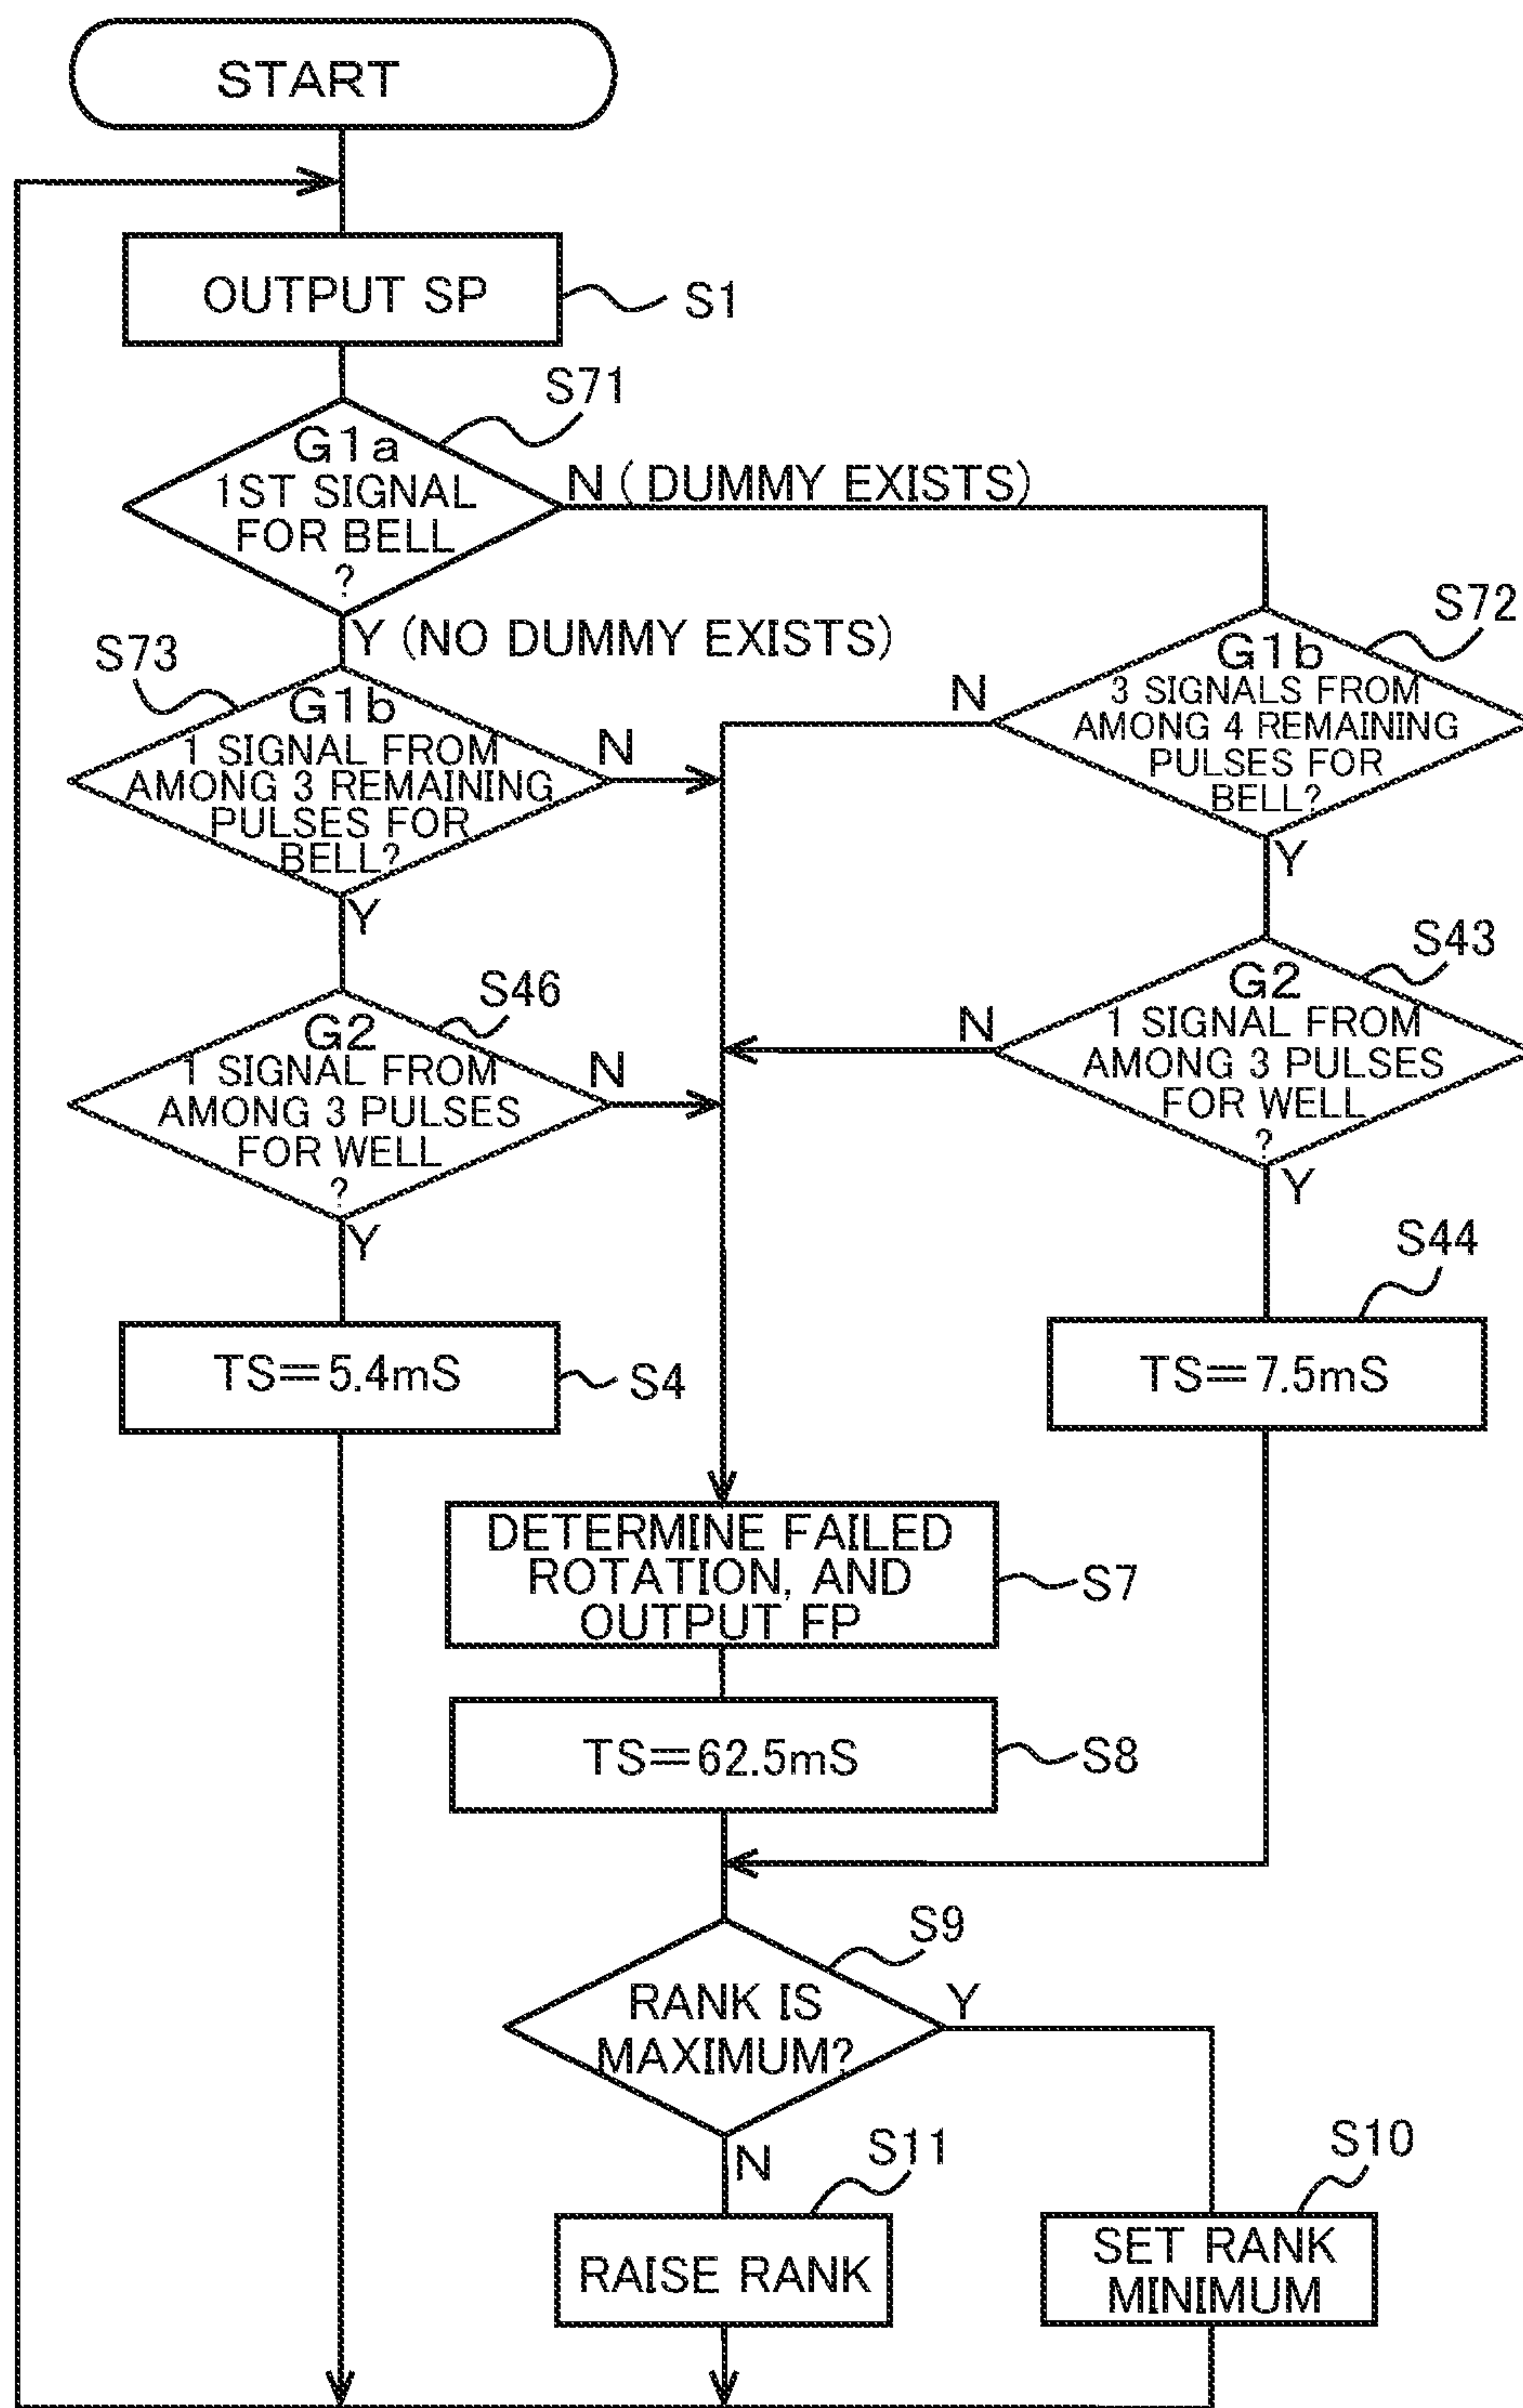 START
OUTPUT SP
S1
S71
G1a
1ST SIGNAL
FOR BELL
?
N ( DUMMY EXISTS)
Y (NO DUMMY EXISTS)
S72
G1b
3 SIGNALS FROM
AMONG 4 REMAINING
PULSES FOR
BELL?
N
Y
S73
G1b
1 SIGNAL FROM
AMONG 3 REMAINING
PULSES FOR
BELL?
N
Y
S43
G2
1 SIGNAL FROM
AMONG 3 PULSES
FOR WELL
?
N
Y
S46
G2
1 SIGNAL FROM
AMONG 3 PULSES
FOR WELL
?
N
Y
S44
TS=7.5mS
TS=5.4mS
S4
DETERMINE FAILED
ROTATION, AND
OUTPUT FP
S7
TS=62.5mS
S8
S9
RANK IS
MAXIMUM?
Y
N
S11
RAISE RANK
S10
SET RANK
MINIMUM